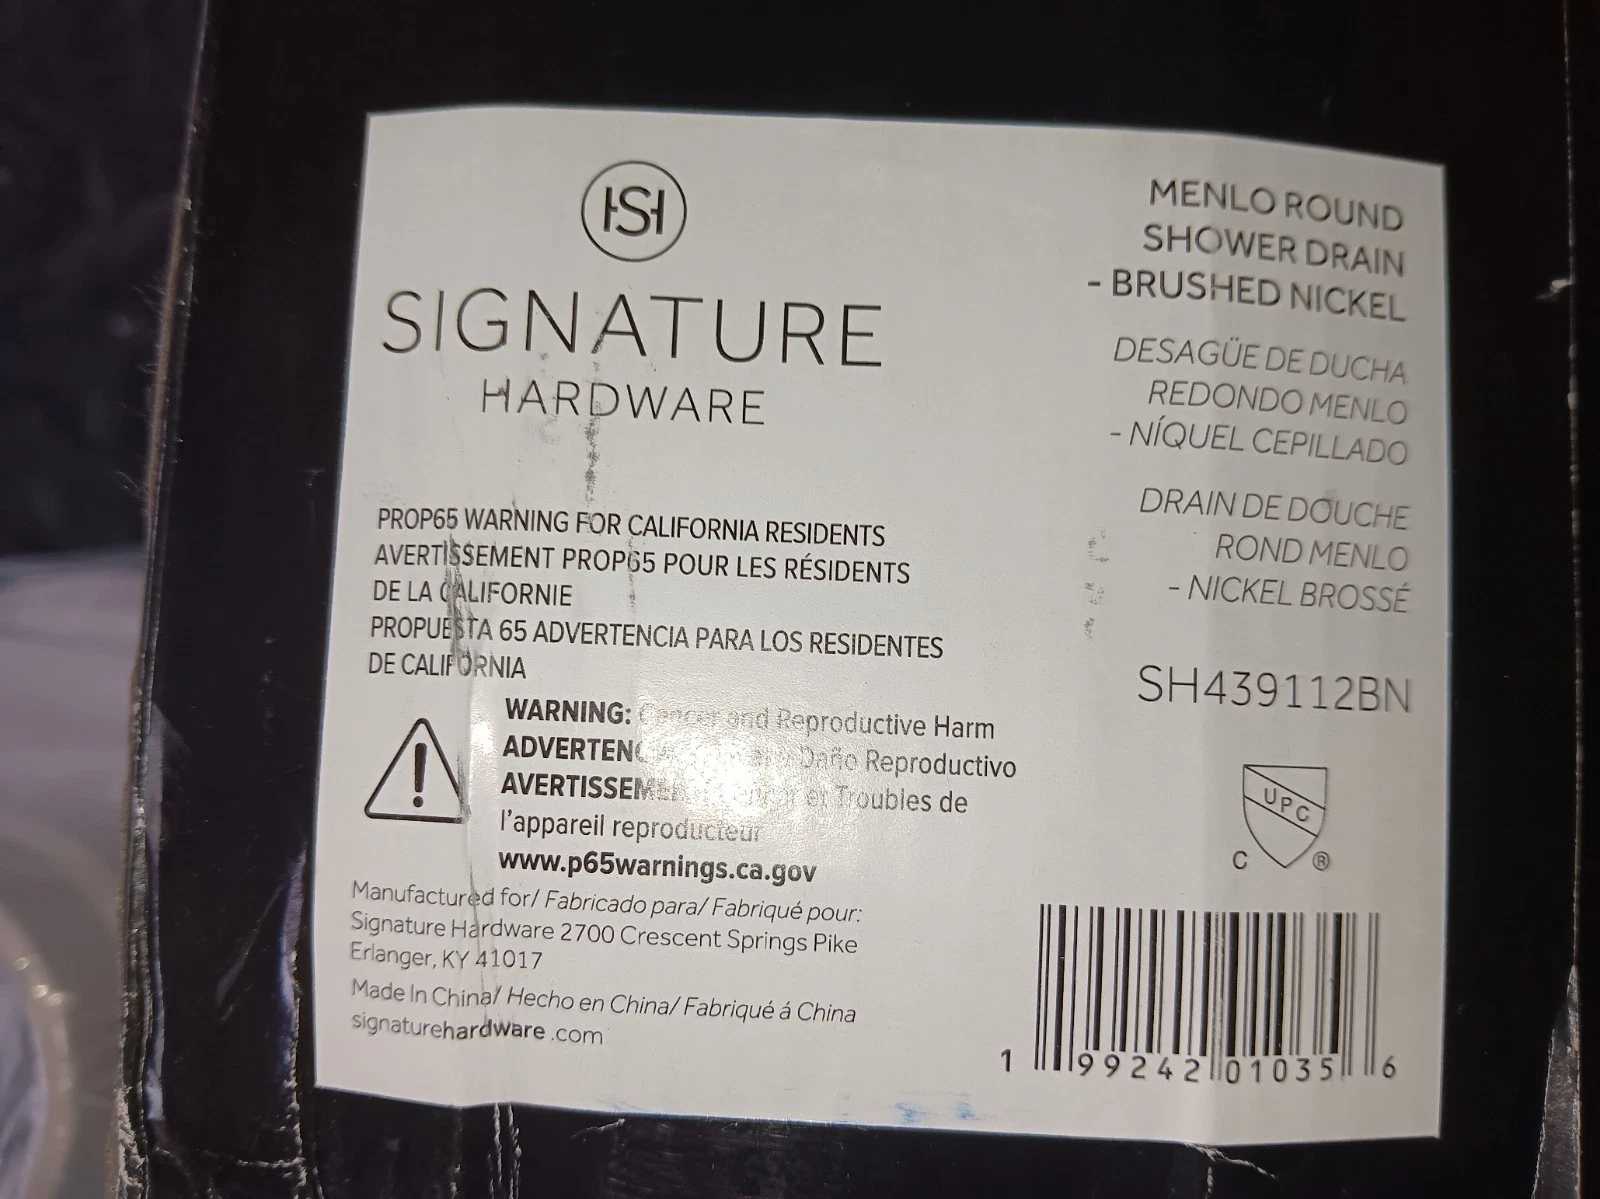 SIGNATURE
HARDWARE
MENLO ROUND
SHOWER DRAIN
- BRUSHED NICKEL
DESAGÜE DE DUCHA
REDONDO MENLO
- NÍQUEL CEPILLADO
DRAIN DE DOUCHE
ROND MENLO
- NICKEL BROSSÉ
SH439112BN
PROP65 WARNING FOR CALIFORNIA RESIDENTS
AVERTISSEMENT PROP65 POUR LES RÉSIDENTS
DE LA CALIFORNIE
PROPUESTA 65 ADVERTENCIA PARA LOS RESIDENTES
DE CALIFORNIA
WARNING: Cancer and Reproductive Harm
Daño Reproductivo
et Troubles de
l'appareil reproducteur
www.p65warnings.ca.gov
Manufactured for/ Fabricado para/ Fabriqué pour:
Signature Hardware 2700 Crescent Springs Pike
Erlanger, KY 41017
Made In China/ Hecho en China/ Fabriqué á China
signaturehardware .com
UPC
C ®
1 99242 01035 6